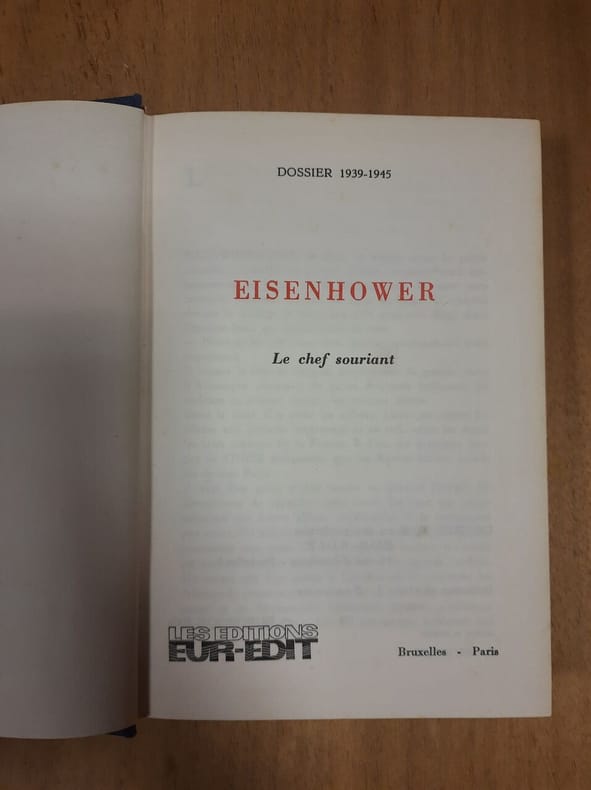 DOSSIER 1939-1945
EISENHOWER
Le chef souriant
LES EDITIONS
EUR-EDIT
Bruxelles - Paris